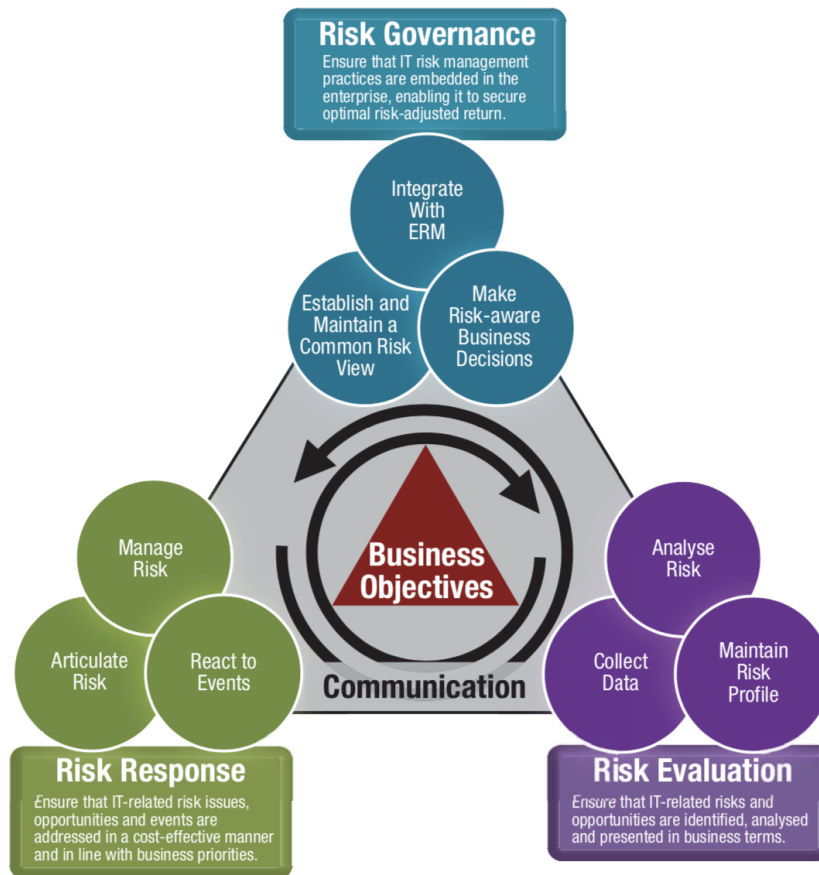 Risk Governance
Ensure that IT risk management
practices are embedded in the
enterprise, enabling it to secure
optimal risk-adjusted return.
Integrate
With
ERM
Establish and
Maintain a
Common Risk
View
Make
Risk-aware
Business
Decisions
Business
Objectives
Communication
Manage
Risk
Articulate
Risk
React to
Events
Risk Response
Ensure that IT-related risk issues,
opportunities and events are
addressed in a cost-effective manner
and in line with business priorities.
Analyse
Risk
Collect
Data
Maintain
Risk
Profile
Risk Evaluation
Ensure that IT-related risks and
opportunities are identified, analysed
and presented in business terms.